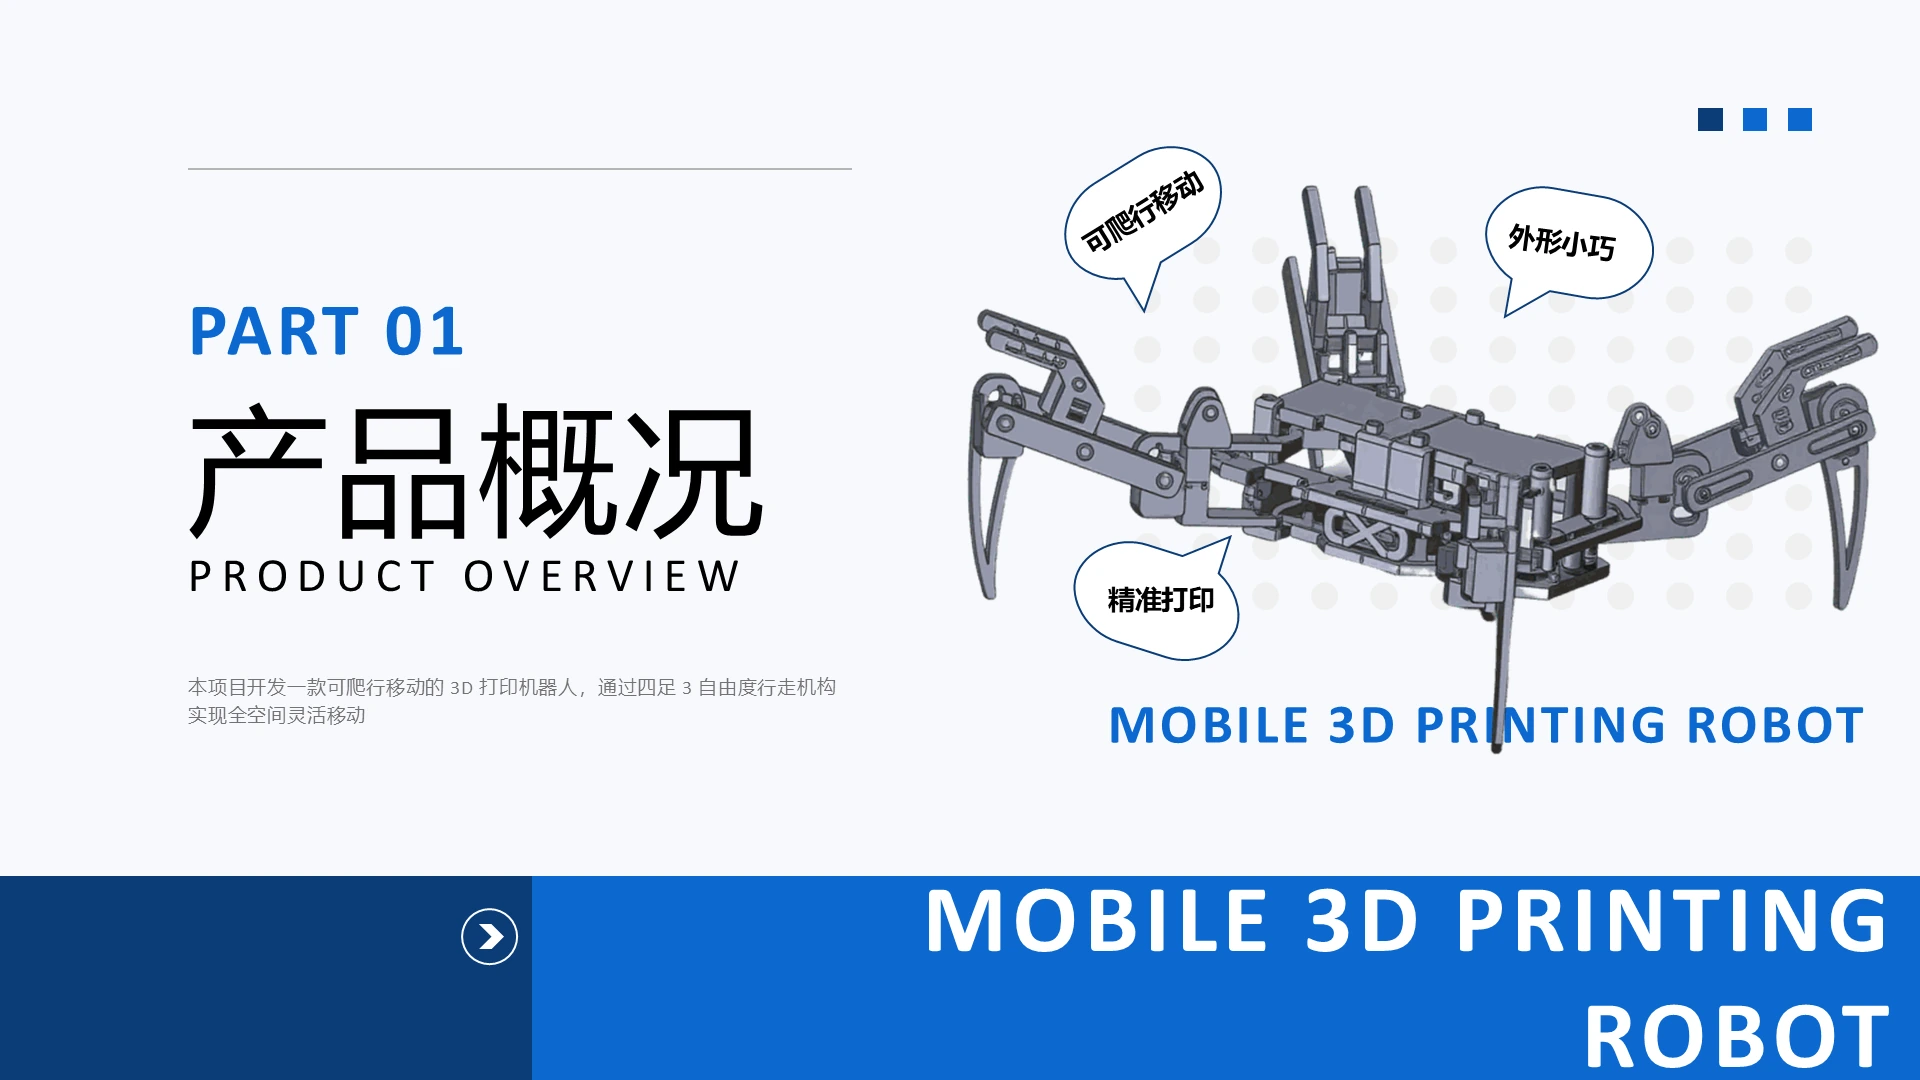 PART 01
产品概况
PRODUCT OVERVIEW
本项目开发一款可爬行移动的 3D 打印机器人，通过四足 3 自由度行走机构
实现全空间灵活移动
可爬行移动
外形小巧
精准打印
MOBILE 3D PRINTING ROBOT
MOBILE 3D PRINTING
ROBOT